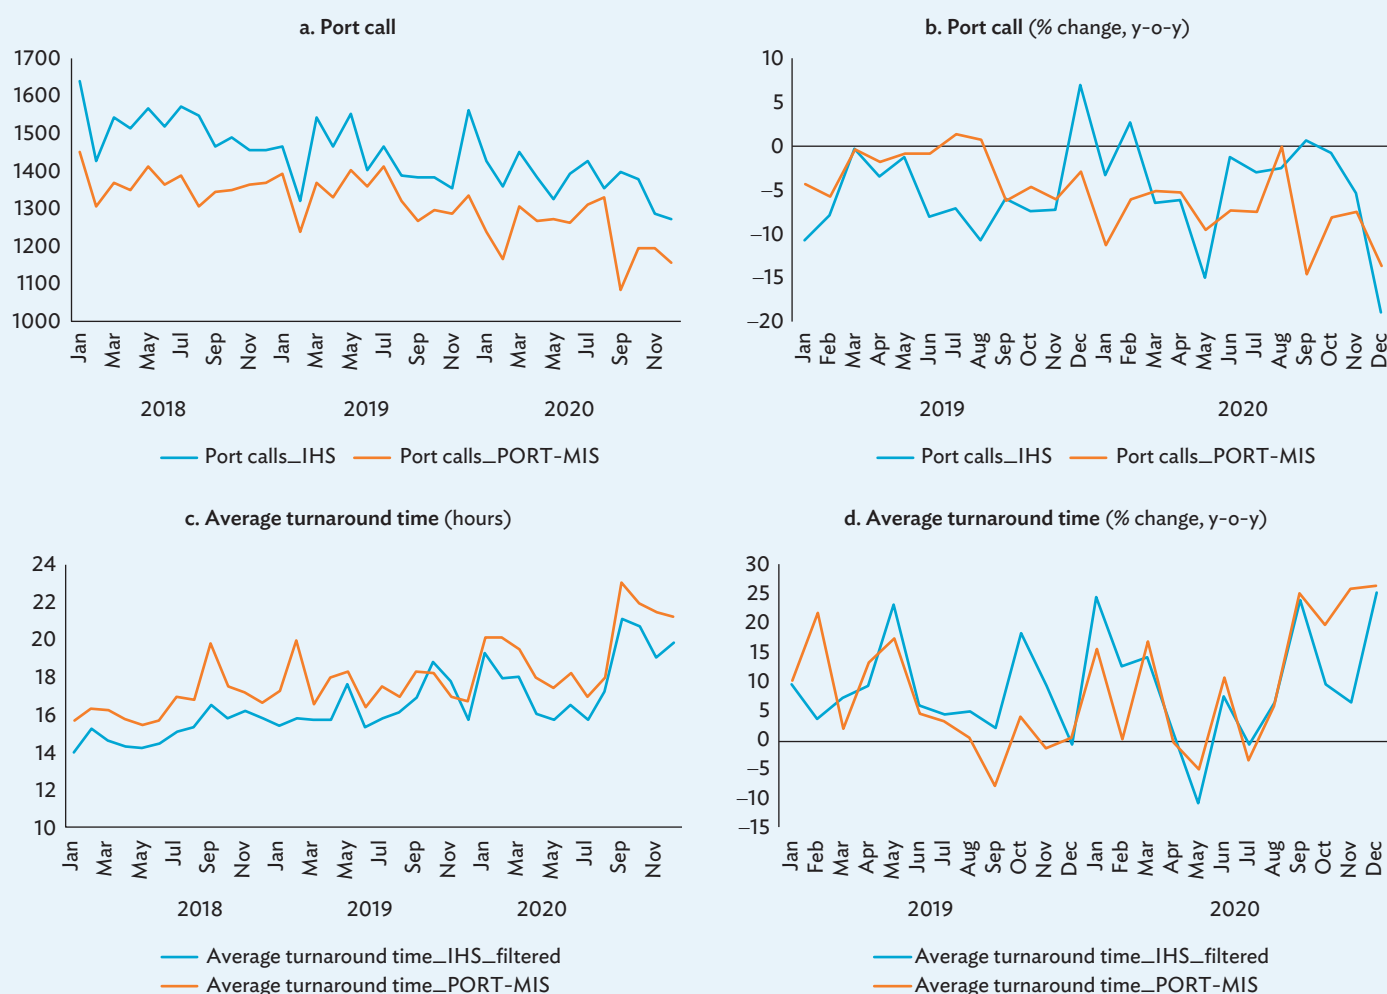 a. Port call
1700
1600
1500
1400
1300
1200
1100
1000
Jan
Mar
May
Jul
Sep
Nov
Jan
Mar
May
Jul
Sep
Nov
Jan
Mar
May
Jul
Sep
Nov
2018
2019
2020
Port calls_IHS
Port calls_PORT-MIS
b. Port call (% change, y-o-y)
10
5
0
–5
–10
–15
–20
Jan
Feb
Mar
Apr
May
Jun
Jul
Aug
Sep
Oct
Nov
Dec
Jan
Feb
Mar
Apr
May
Jun
Jul
Aug
Sep
Oct
Nov
Dec
2019
2020
Port calls_IHS
Port calls_PORT-MIS
c. Average turnaround time (hours)
24
22
20
18
16
14
12
10
Jan
Mar
May
Jul
Sep
Nov
Jan
Mar
May
Jul
Sep
Nov
Jan
Mar
May
Jul
Sep
Nov
2018
2019
2020
Average turnaround time_IHS_filtered
Average turnaround time_PORT-MIS
d. Average turnaround time (% change, y-o-y)
30
25
20
15
10
5
0
–5
–10
–15
Jan
Feb
Mar
Apr
May
Jun
Jul
Aug
Sep
Oct
Nov
Dec
Jan
Feb
Mar
Apr
May
Jun
Jul
Aug
Sep
Oct
Nov
Dec
2019
2020
Average turnaround time_IHS_filtered
Average turnaround time_PORT-MIS